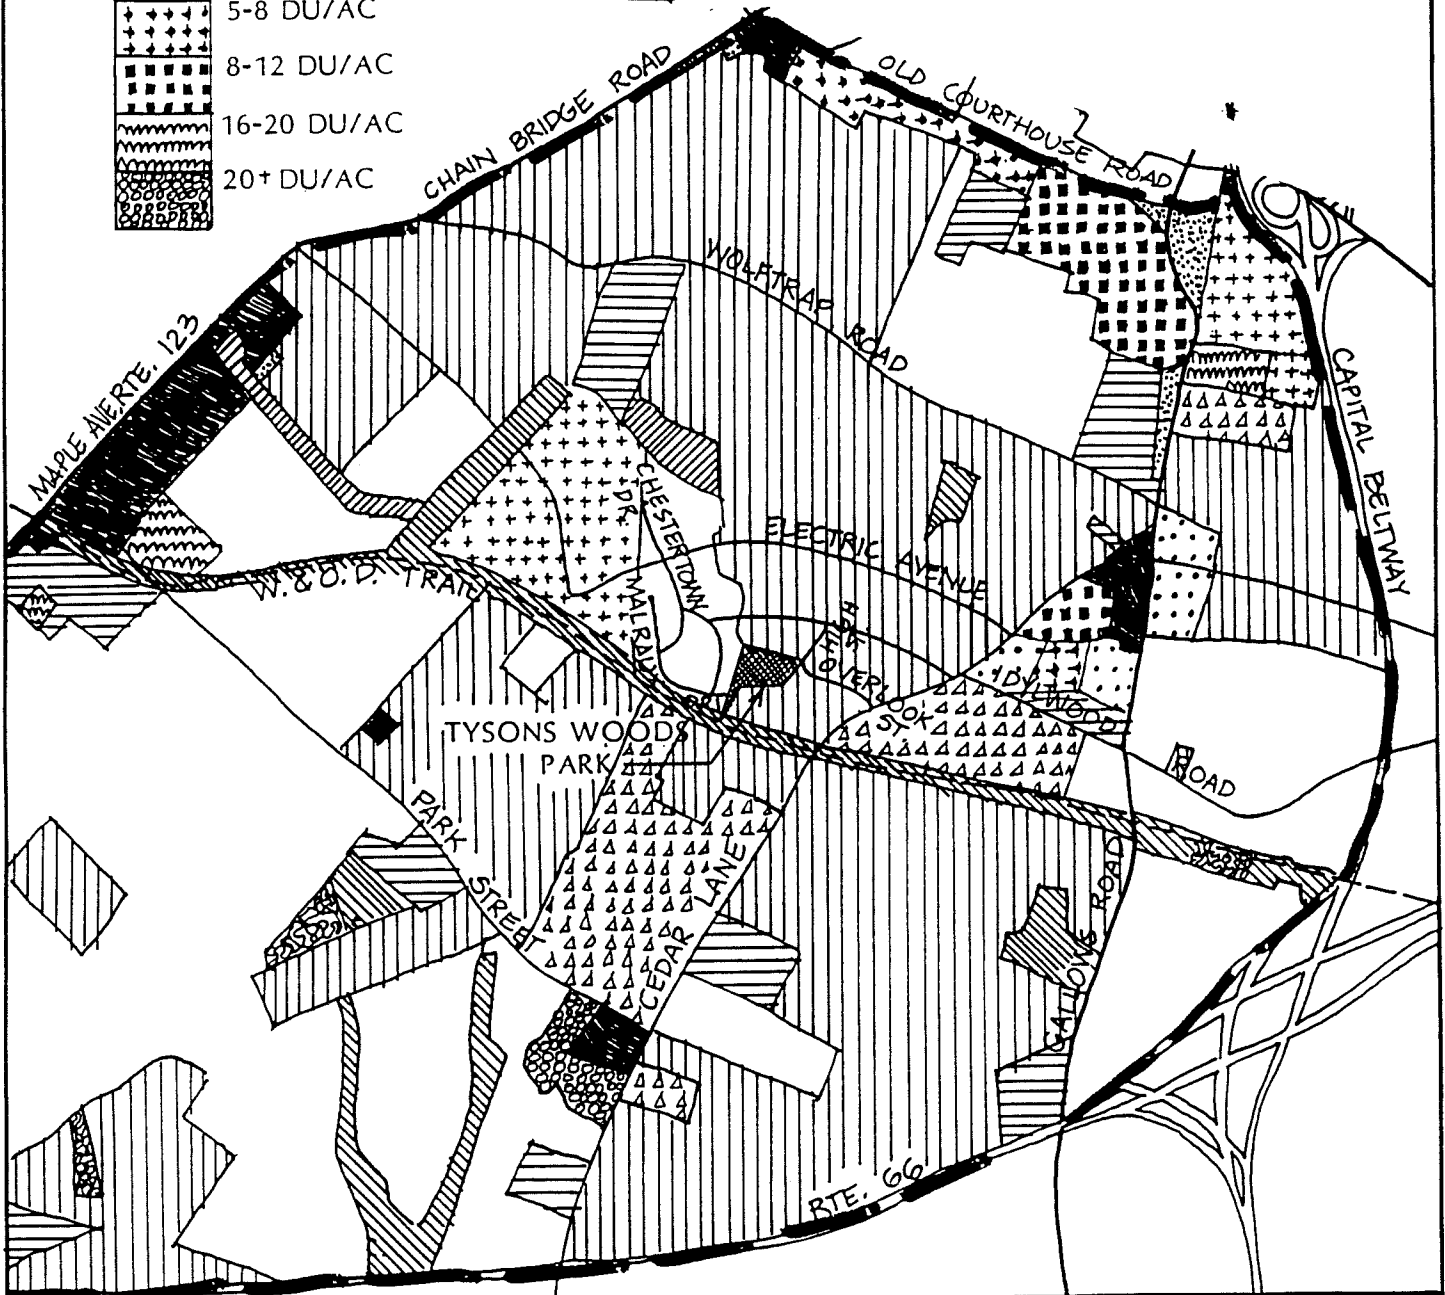 5-8 DU/AC
8-12 DU/AC
16-20 DU/AC
20+ DU/AC
CHAIN BRIDGE ROAD
OLD COURTHOUSE ROAD
WOLFTRAP ROAD
MAPLE AVE RTE. 123
CAPITAL BELTWAY
CHESTERTOWN
DR.
ELECTRIC AVENUE
W. & O.D. TRAIL
MALRAUX
DR.
OVERLOOK
ST.
IDYLWOOD
ROAD
TYSONS WOODS
PARK
PARK
STREET
CEDAR LANE
GALLOWS ROAD
RTE. 66